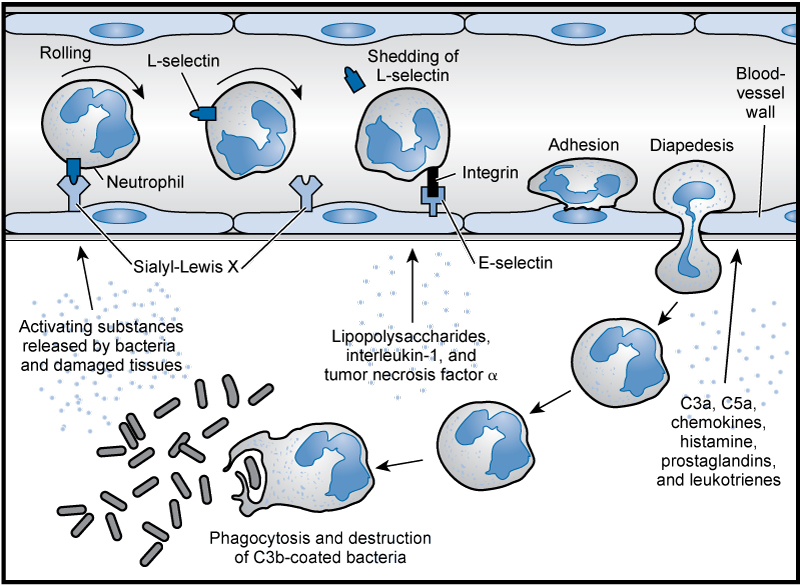 Rolling
L-selectin
Shedding of
L-selectin
Blood-
vessel
wall
Neutrophil
Integrin
Adhesion
Diapedesis
Sialyl-Lewis X
E-selectin
Activating substances
released by bacteria
and damaged tissues
Lipopolysaccharides,
interleukin-1, and
tumor necrosis factor α
C3a, C5a,
chemokines,
histamine,
prostaglandins,
and leukotrienes
Phagocytosis and destruction
of C3b-coated bacteria